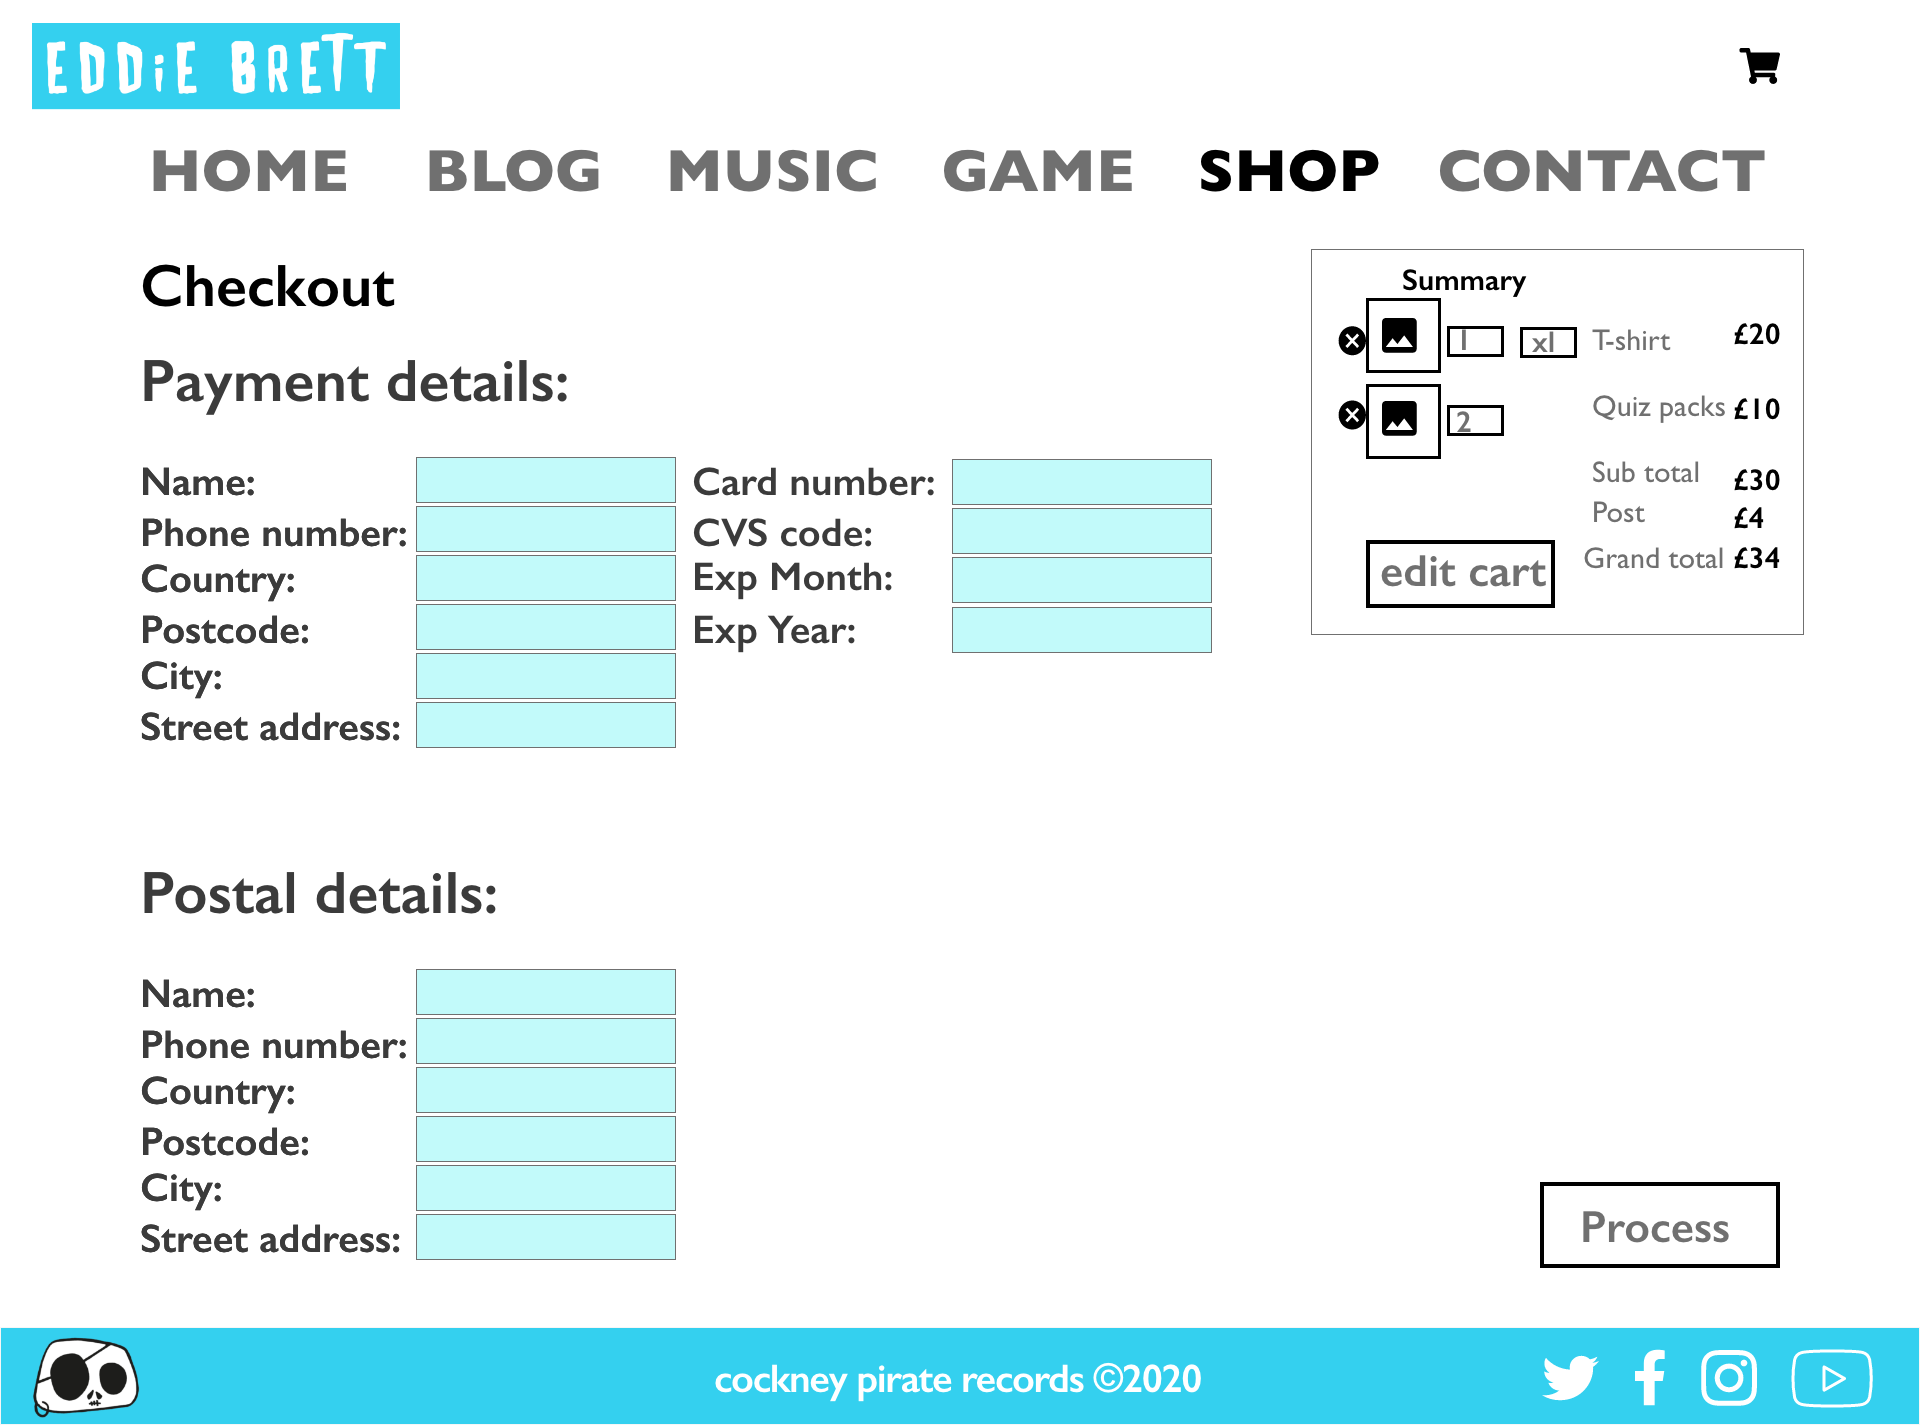 EDDiE BRETT
HOME BLOG MUSIC GAME SHOP CONTACT
Checkout
Payment details:
Name:
Phone number:
Country:
Postcode:
City:
Street address:
Card number:
CVS code:
Exp Month:
Exp Year:
Summary
1 xl T-shirt £20
2 Quiz packs £10
Sub total £30
Post £4
Grand total £34
edit cart
Postal details:
Name:
Phone number:
Country:
Postcode:
City:
Street address:
Process
cockney pirate records ©2020